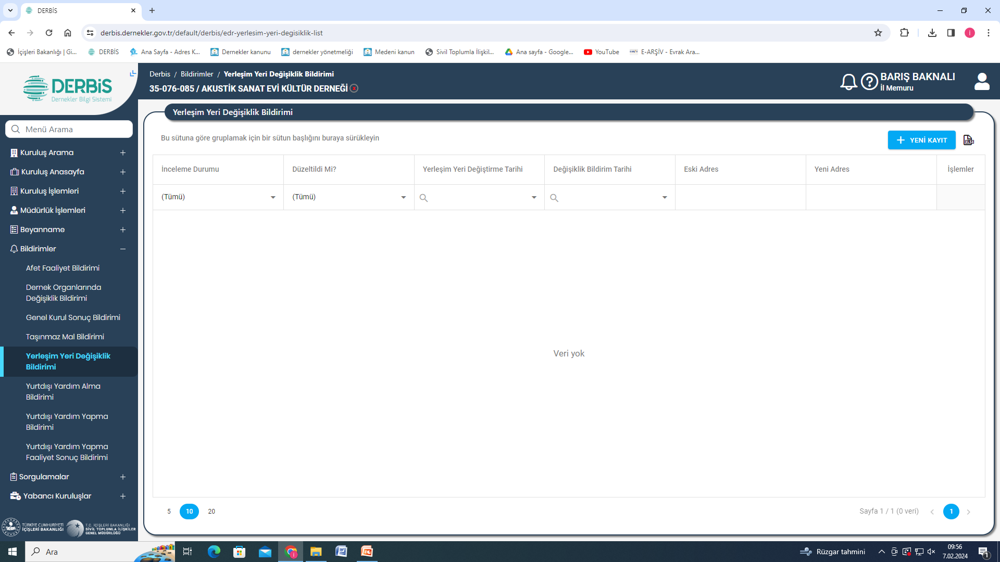 DERBİS
derbis.dernekler.gov.tr/default/derbis/edr-yerlesim-yeri-degisiklik-list
I
İçişleri Bakanlığı | Gi...
DERBİS
Ana Sayfa - Adres K...
Dernekler kanunu
dernekler yönetmeliği
Medeni kanun
Sivil Toplumla İlişkil...
Ana sayfa - Google...
YouTube
E-ARŞİV - Evrak Ara...
DERBİS
Dernekler Bilgi Sistemi
Derbis / Bildirimler / Yerleşim Yeri Değişiklik Bildirimi
35-076-085 / AKUSTİK SANAT EVİ KÜLTÜR DERNEĞİ
BARIŞ BAKNALI
İl Memuru
Menü Arama
Kuruluş Arama
Kuruluş Anasayfa
Kuruluş İşlemleri
Müdürlük İşlemleri
Beyanname
Bildirimler
Afet Faaliyet Bildirimi
Dernek Organlarında
Değişiklik Bildirimi
Genel Kurul Sonuç Bildirimi
Taşınmaz Mal Bildirimi
Yerleşim Yeri Değişiklik
Bildirimi
Yurtdışı Yardım Alma
Bildirimi
Yurtdışı Yardım Yapma
Bildirimi
Yurtdışı Yardım Yapma
Faaliyet Sonuç Bildirimi
Sorgulamalar
Yabancı Kuruluşlar
TÜRKİYE CUMHURİYETİ
İÇİŞLERİ BAKANLIĞI
T.C. İÇİŞLERİ BAKANLIĞI
SİVİL TOPLUMLA İLİŞKİLER
GENEL MÜDÜRLÜĞÜ
Yerleşim Yeri Değişiklik Bildirimi
Bu sütuna göre gruplamak için bir sütun başlığını buraya sürükleyin
YENİ KAYIT
XLSX
İnceleme Durumu
Düzeltildi Mi?
Yerleşim Yeri Değiştirme Tarihi
Değişiklik Bildirim Tarihi
Eski Adres
Yeni Adres
İşlemler
(Tümü)
(Tümü)
Veri yok
5
10
20
Sayfa 1 / 1 (0 veri)
1
Ara
Rüzgar tahmini
09:56
7.02.2024
1